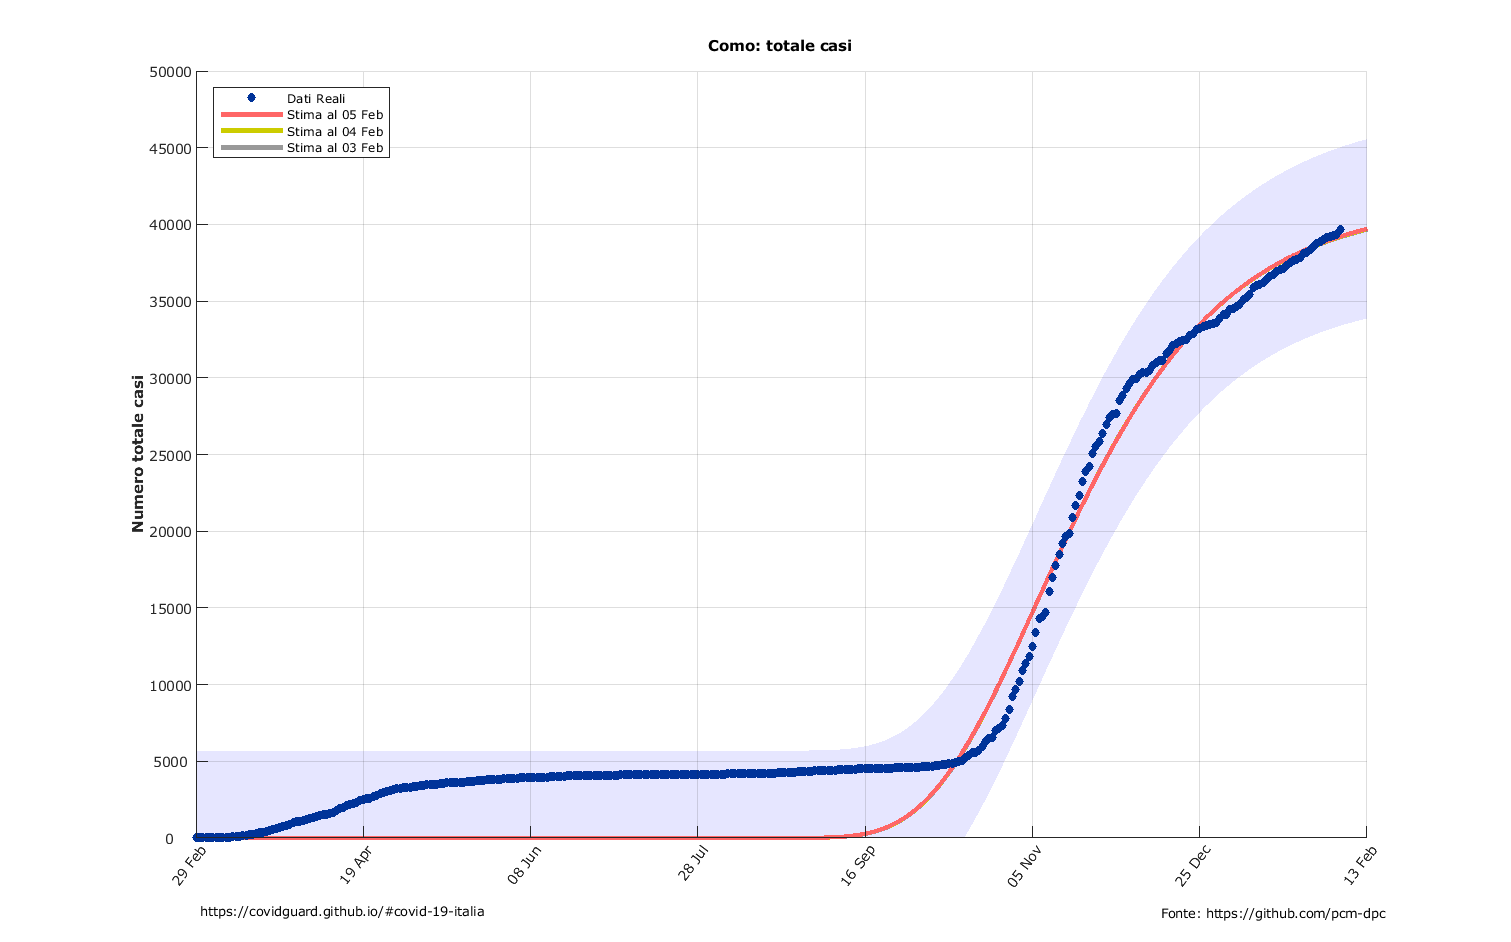 Como: totale casi
50000
45000
40000
35000
30000
25000
20000
15000
10000
5000
0
Numero totale casi
Dati Reali
Stima al 05 Feb
Stima al 04 Feb
Stima al 03 Feb
29 Feb
19 Apr
08 Jun
28 Jul
16 Sep
05 Nov
25 Dec
13 Feb
https://covidguard.github.io/#covid-19-italia
Fonte: https://github.com/pcm-dpc